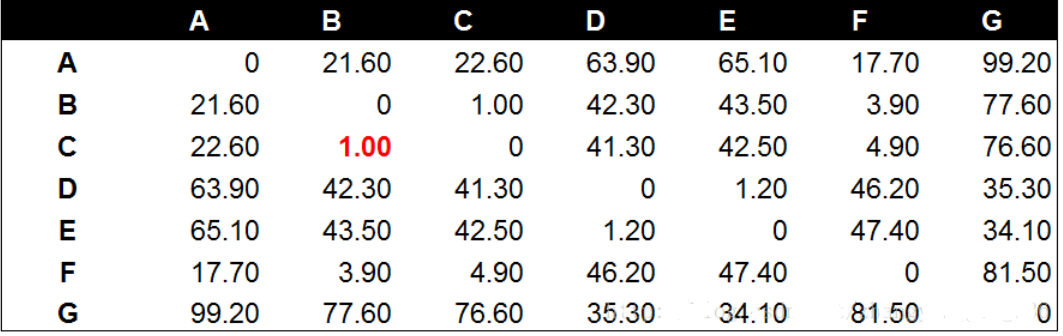 A B C D E F G
A 0 21.60 22.60 63.90 65.10 17.70 99.20
B 21.60 0 1.00 42.30 43.50 3.90 77.60
C 22.60 1.00 0 41.30 42.50 4.90 76.60
D 63.90 42.30 41.30 0 1.20 46.20 35.30
E 65.10 43.50 42.50 1.20 0 47.40 34.10
F 17.70 3.90 4.90 46.20 47.40 0 81.50
G 99.20 77.60 76.60 35.30 34.10 81.50 0